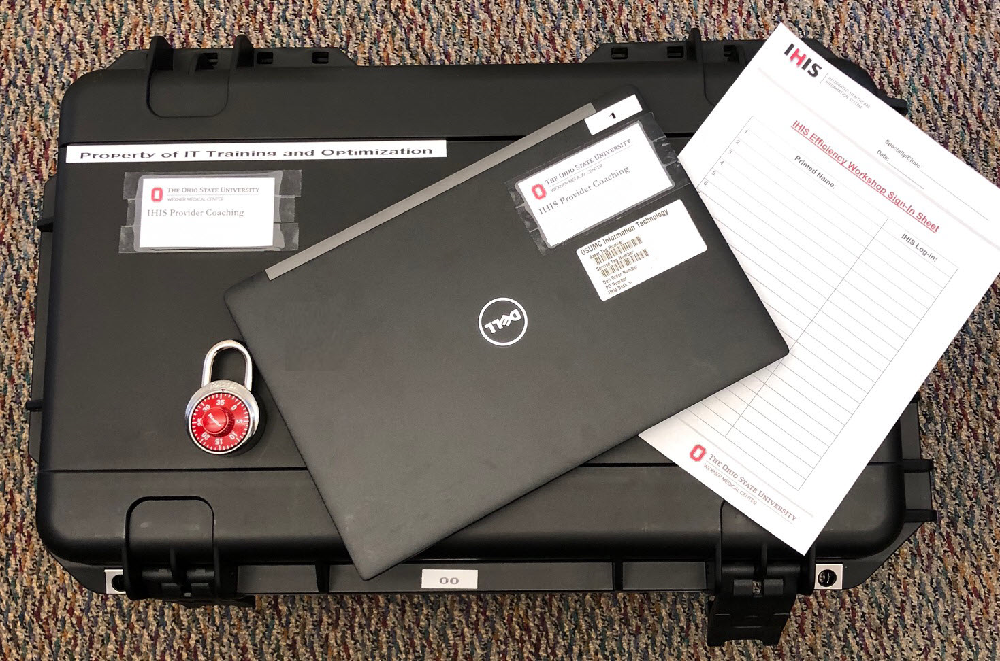 Property of IT Training and Optimization
THE OHIO STATE UNIVERSITY
WEXNER MEDICAL CENTER
IHIS Provider Coaching
1
THE OHIO STATE UNIVERSITY
WEXNER MEDICAL CENTER
IHIS Provider Coaching
OSUMC Information Technology
Asset Tag Number
Service Tag Number
Dell Order Number
PO Number
Help Desk
DELL
IHIS
INTEGRATED HEALTHCARE
INFORMATION SYSTEM
Specialty/Clinic:
Date:
IHIS Efficiency Workshop Sign-In Sheet
Printed Name:
IHIS Log-in:
1
2
3
4
5
6
THE OHIO STATE UNIVERSITY
WEXNER MEDICAL CENTER
30 35 0 5 10 15 20 25
00